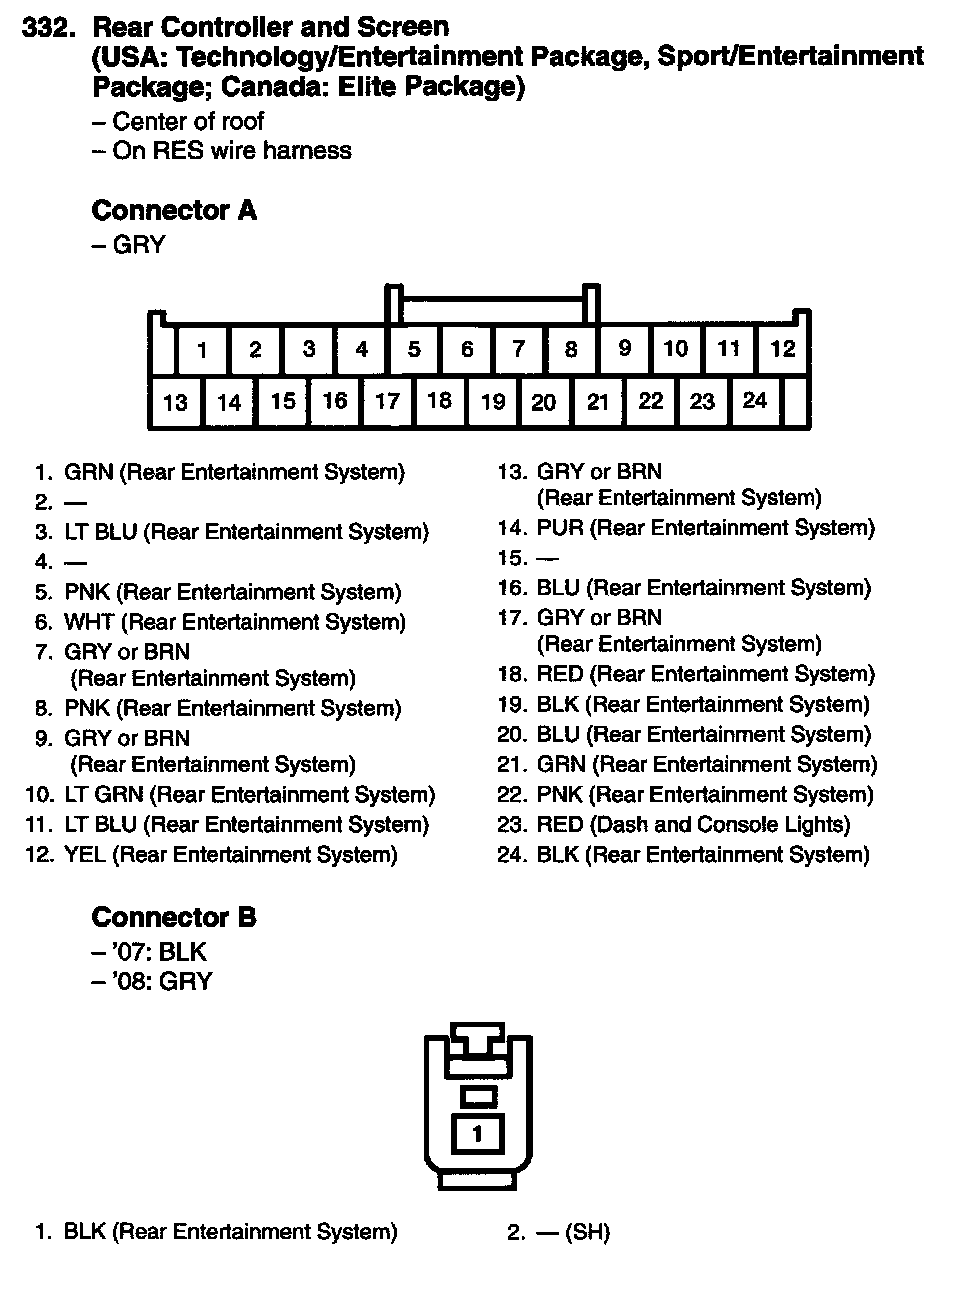 332. Rear Controller and Screen
(USA: Technology/Entertainment Package, Sport/Entertainment
Package; Canada: Elite Package)
– Center of roof
– On RES wire harness
Connector A
– GRY
1 2 3 4 5 6 7 8 9 10 11 12
13 14 15 16 17 18 19 20 21 22 23 24
1. GRN (Rear Entertainment System)
2. —
3. LT BLU (Rear Entertainment System)
4. —
5. PNK (Rear Entertainment System)
6. WHT (Rear Entertainment System)
7. GRY or BRN
(Rear Entertainment System)
8. PNK (Rear Entertainment System)
9. GRY or BRN
(Rear Entertainment System)
10. LT GRN (Rear Entertainment System)
11. LT BLU (Rear Entertainment System)
12. YEL (Rear Entertainment System)
13. GRY or BRN
(Rear Entertainment System)
14. PUR (Rear Entertainment System)
15. —
16. BLU (Rear Entertainment System)
17. GRY or BRN
(Rear Entertainment System)
18. RED (Rear Entertainment System)
19. BLK (Rear Entertainment System)
20. BLU (Rear Entertainment System)
21. GRN (Rear Entertainment System)
22. PNK (Rear Entertainment System)
23. RED (Dash and Console Lights)
24. BLK (Rear Entertainment System)
Connector B
– ’07: BLK
– ’08: GRY
1
1. BLK (Rear Entertainment System)
2. — (SH)